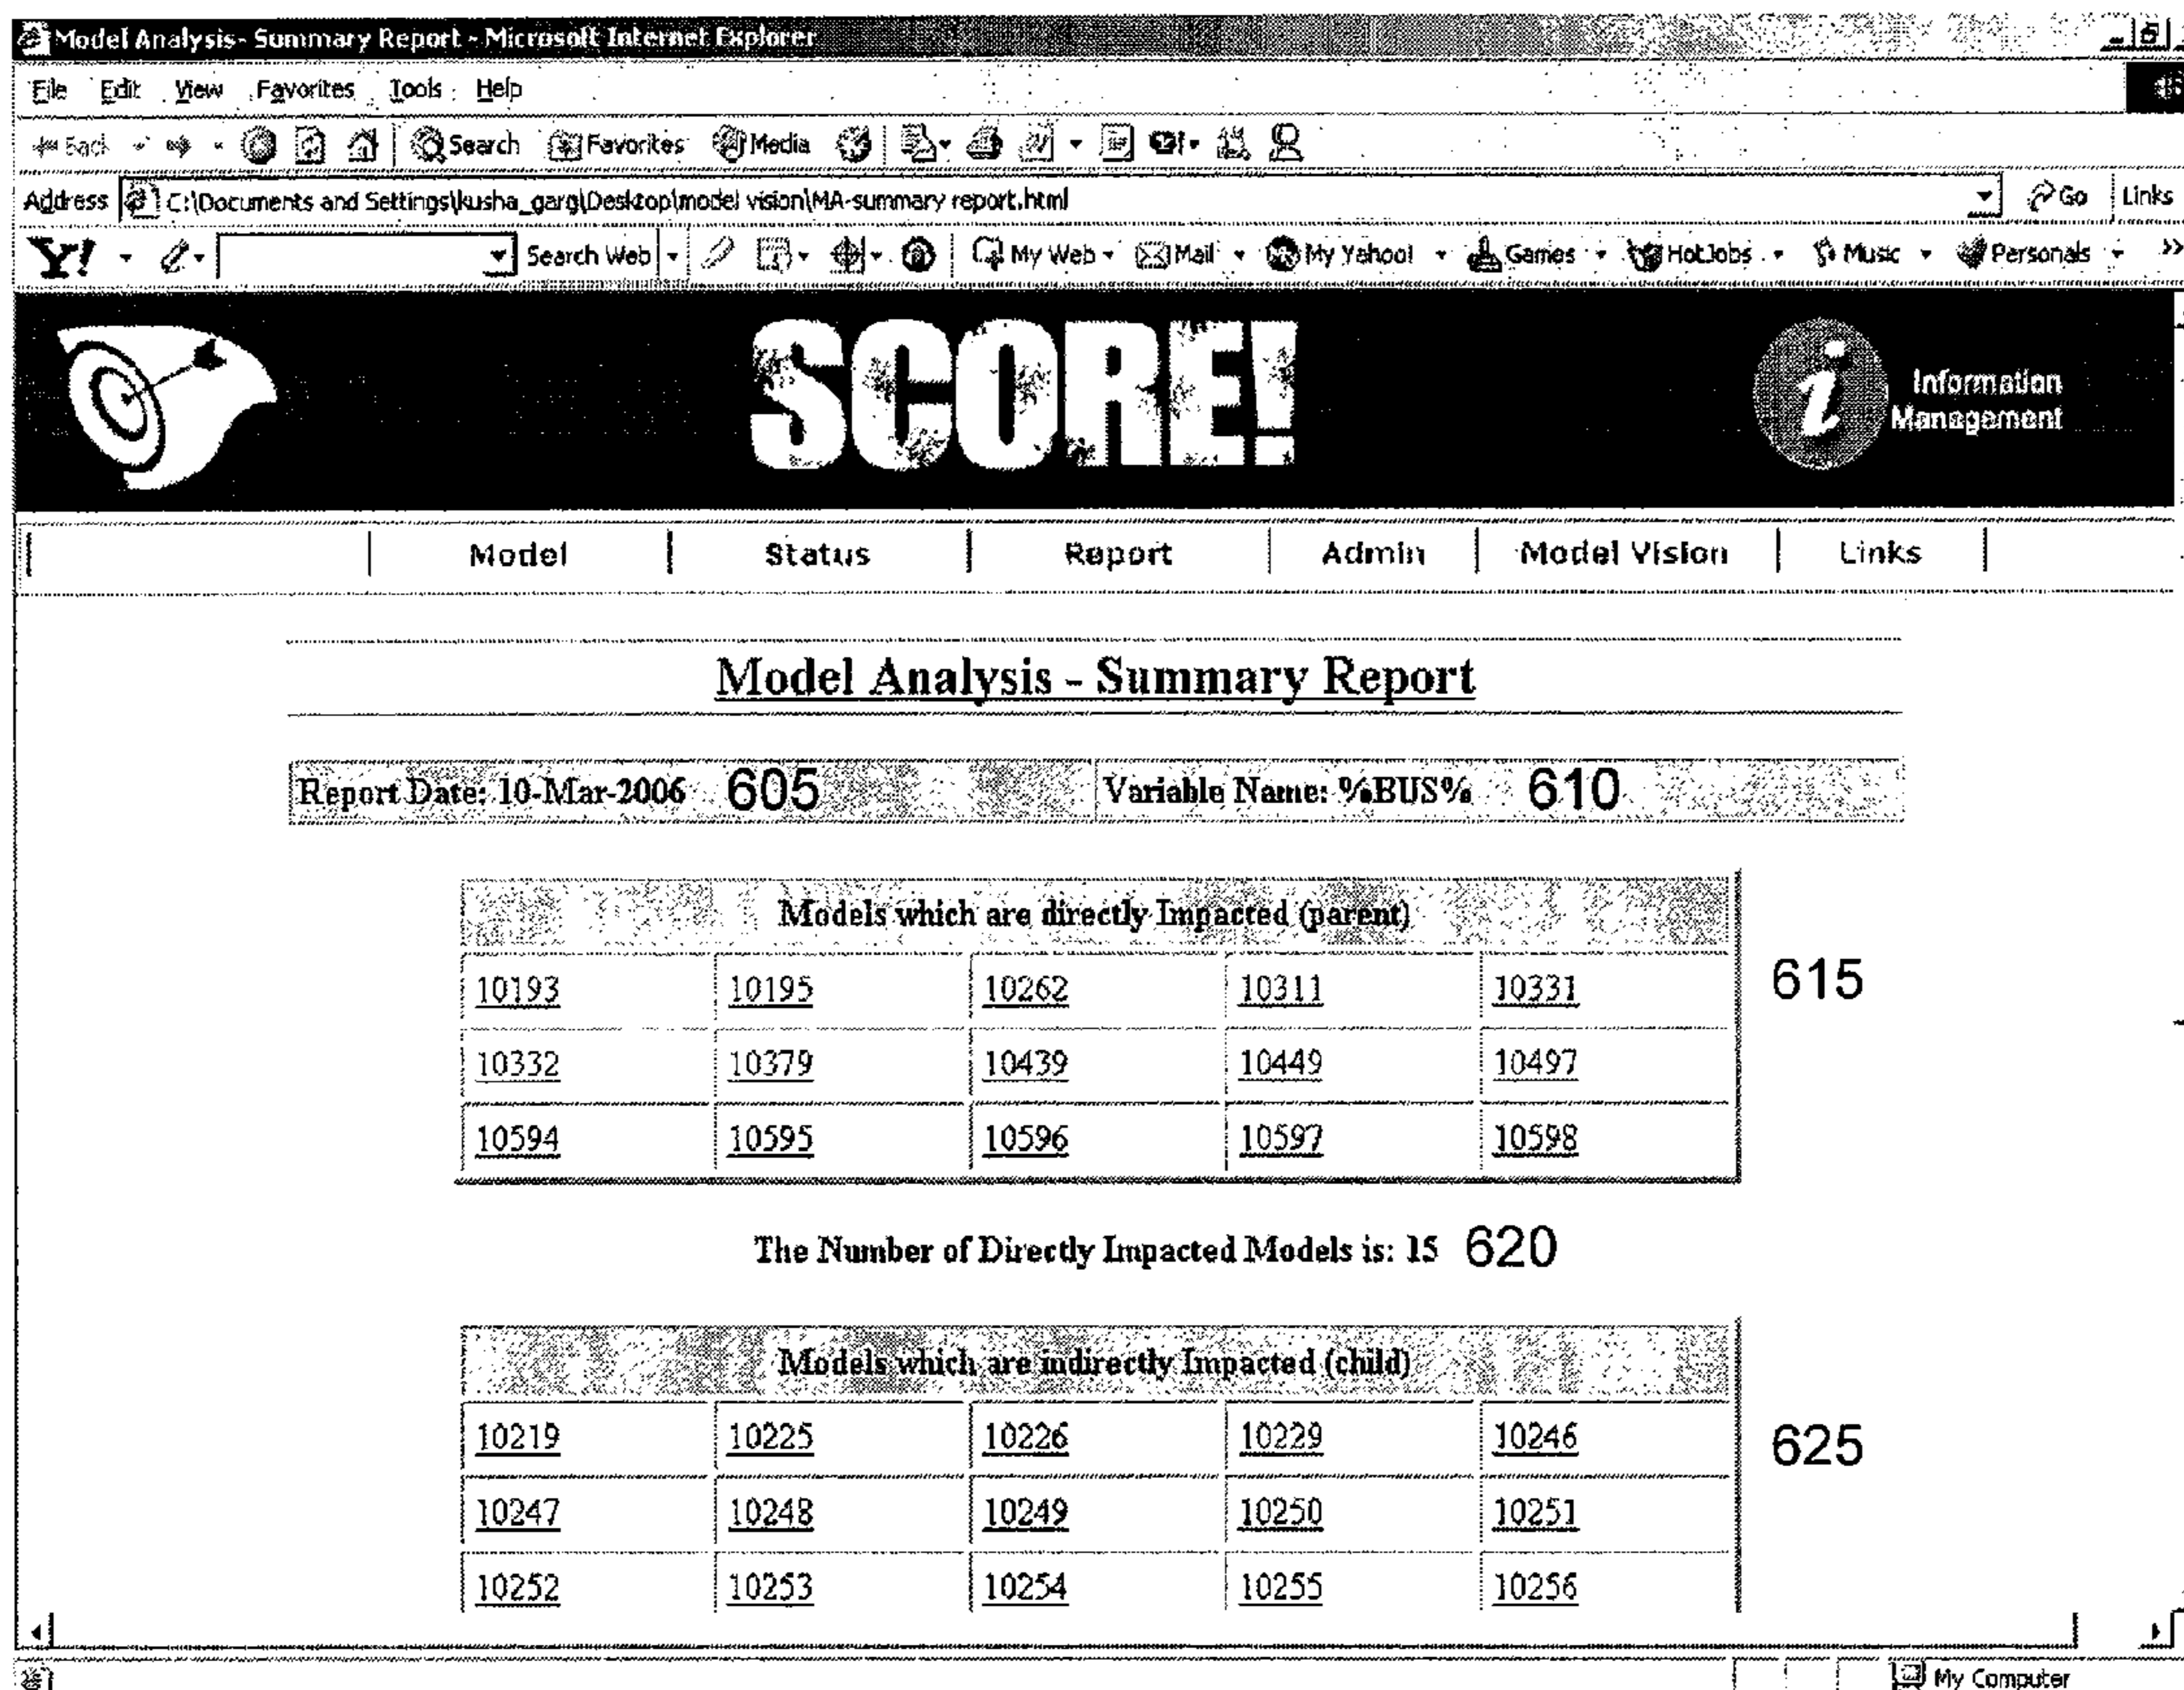 Model Analysis- Summary Report - Microsoft Internet Explorer
File Edit View Favorites Tools Help
Back Search Favorites Media
Address C:\Documents and Settings\kusha_garg\Desktop\model vision\MA-summary report.html Go Links
Y! Search Web My Web Mail My Yahoo! Games HotJobs Music Personals »
SCORE!
i Information
Management
Model Status Report Admin Model Vision Links
Model Analysis - Summary Report
Report Date: 10-Mar-2006 605 Variable Name: %BUS% 610
Models which are directly Impacted (parent)
10193 10195 10262 10311 10331 615
10332 10379 10439 10449 10497
10594 10595 10596 10597 10598
The Number of Directly Impacted Models is: 15 620
Models which are indirectly Impacted (child)
10219 10225 10226 10229 10246 625
10247 10248 10249 10250 10251
10252 10253 10254 10255 10256
My Computer